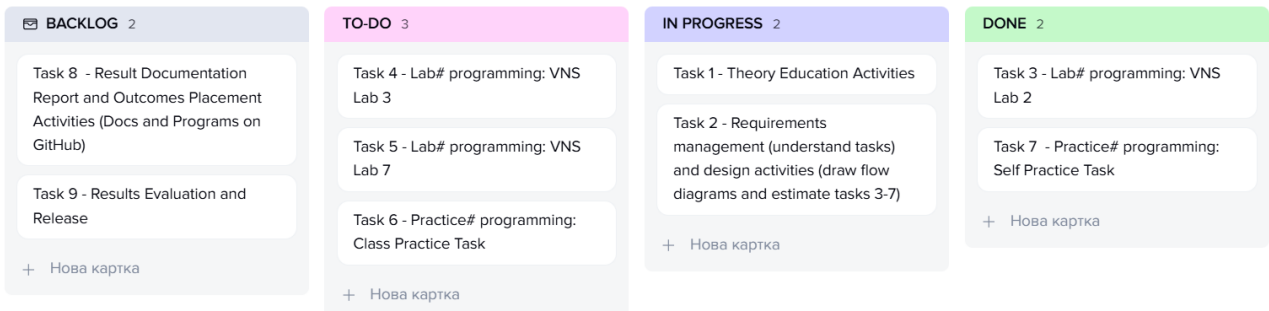 BACKLOG 2
Task 8 - Result Documentation
Report and Outcomes Placement
Activities (Docs and Programs on
GitHub)
Task 9 - Results Evaluation and
Release
+ Нова картка
TO-DO 3
Task 4 - Lab# programming: VNS
Lab 3
Task 5 - Lab# programming: VNS
Lab 7
Task 6 - Practice# programming:
Class Practice Task
+ Нова картка
IN PROGRESS 2
Task 1 - Theory Education Activities
Task 2 - Requirements
management (understand tasks)
and design activities (draw flow
diagrams and estimate tasks 3-7)
+ Нова картка
DONE 2
Task 3 - Lab# programming: VNS
Lab 2
Task 7 - Practice# programming:
Self Practice Task
+ Нова картка